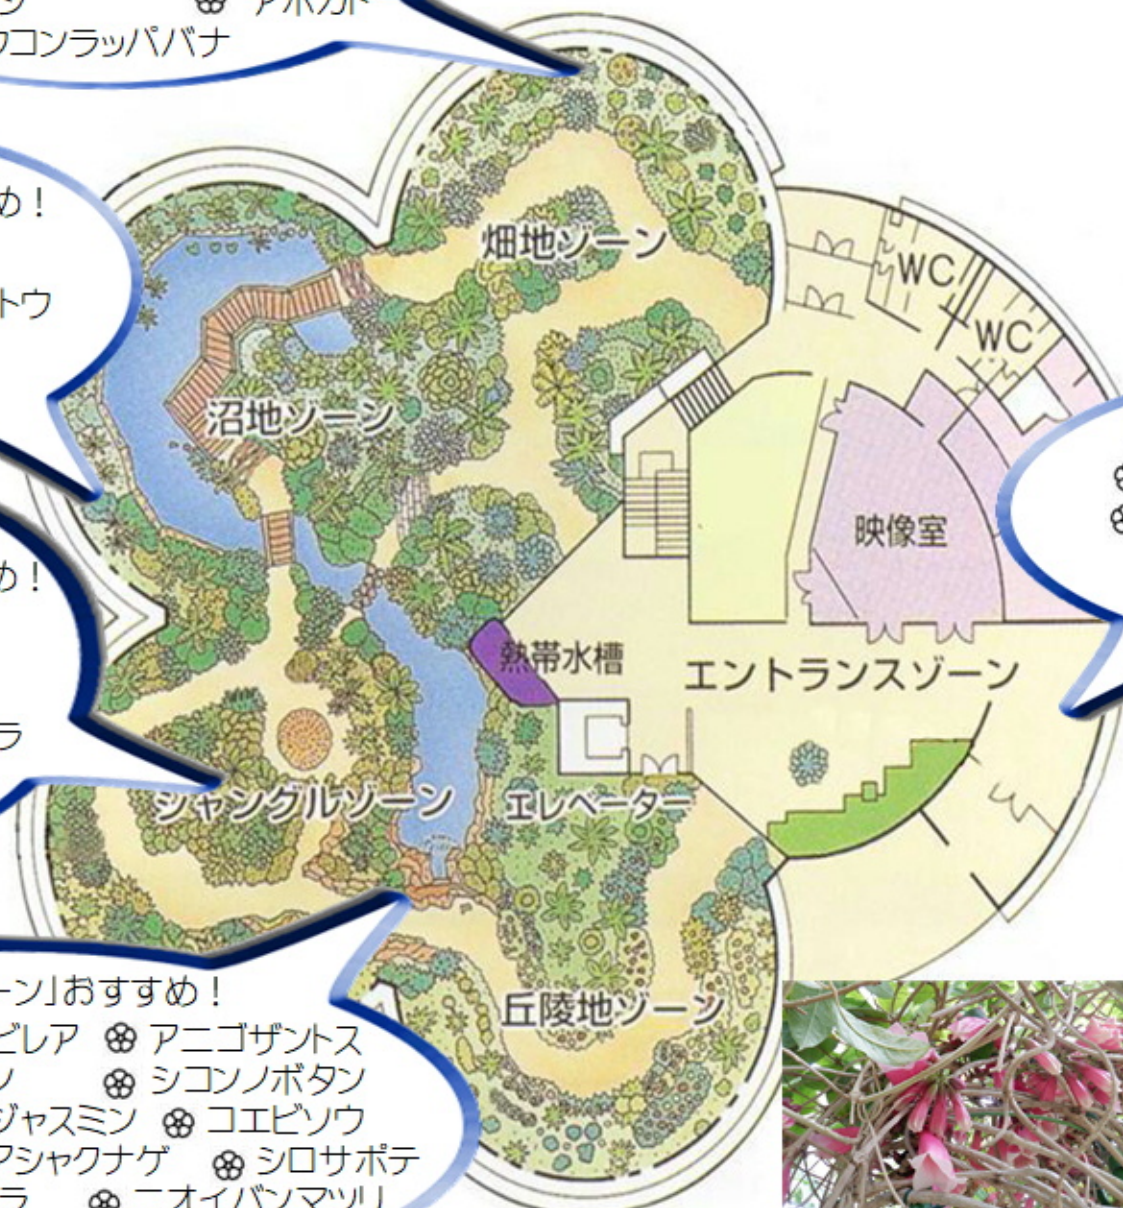 アボカド
ウコンラッパバナ
め！
トウ
畑地ゾーン
WC
WC
沼地ゾーン
映像室
め！
熱帯水槽
エントランスゾーン
ラ
ジャングルゾーン
エレベーター
丘陵地ゾーン
ーン」おすすめ！
ビレア アニゴザントス
ン シコンノボタン
ジャスミン コエビソウ
アシャクナゲ シロサポテ
ラ ニオイバンマツリ